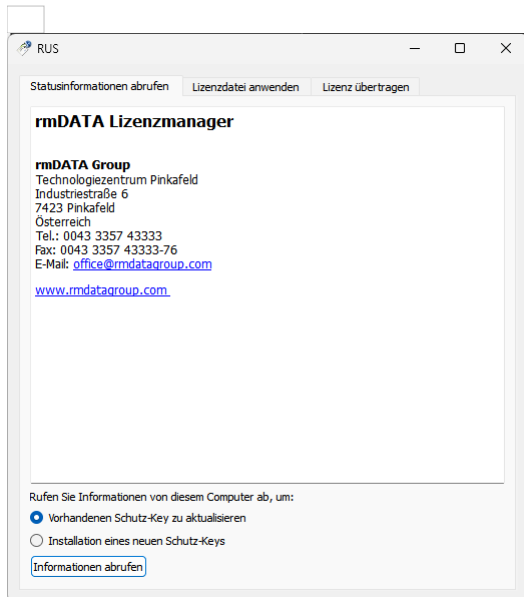 RUS
Statusinformationen abrufen
Lizenzdatei anwenden
Lizenz übertragen
rmDATA Lizenzmanager
rmDATA Group
Technologiezentrum Pinkafeld
Industriestraße 6
7423 Pinkafeld
Österreich
Tel.: 0043 3357 43333
Fax: 0043 3357 43333-76
E-Mail: office@rmdatagroup.com
www.rmdatagroup.com
Rufen Sie Informationen von diesem Computer ab, um:
Vorhandenen Schutz-Key zu aktualisieren
Installation eines neuen Schutz-Keys
Informationen abrufen